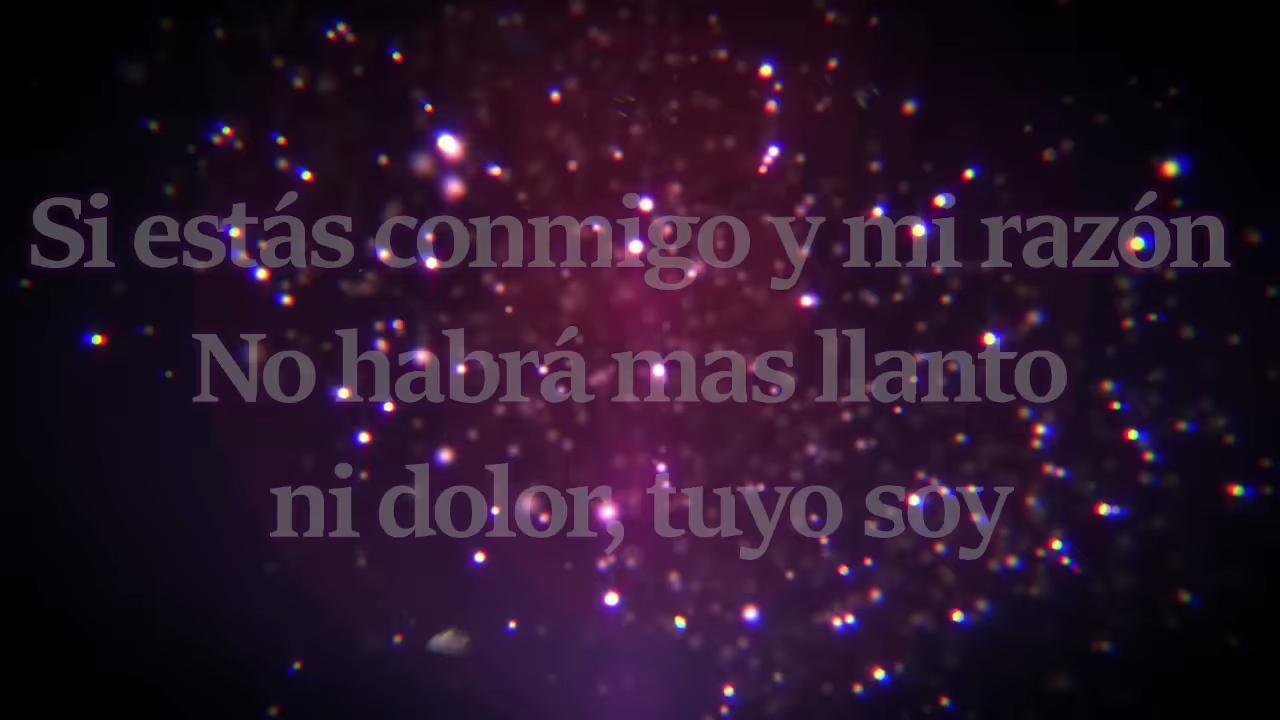 Si estás conmigo y mi razón
No habrá mas llanto
ni dolor, tuyo soy